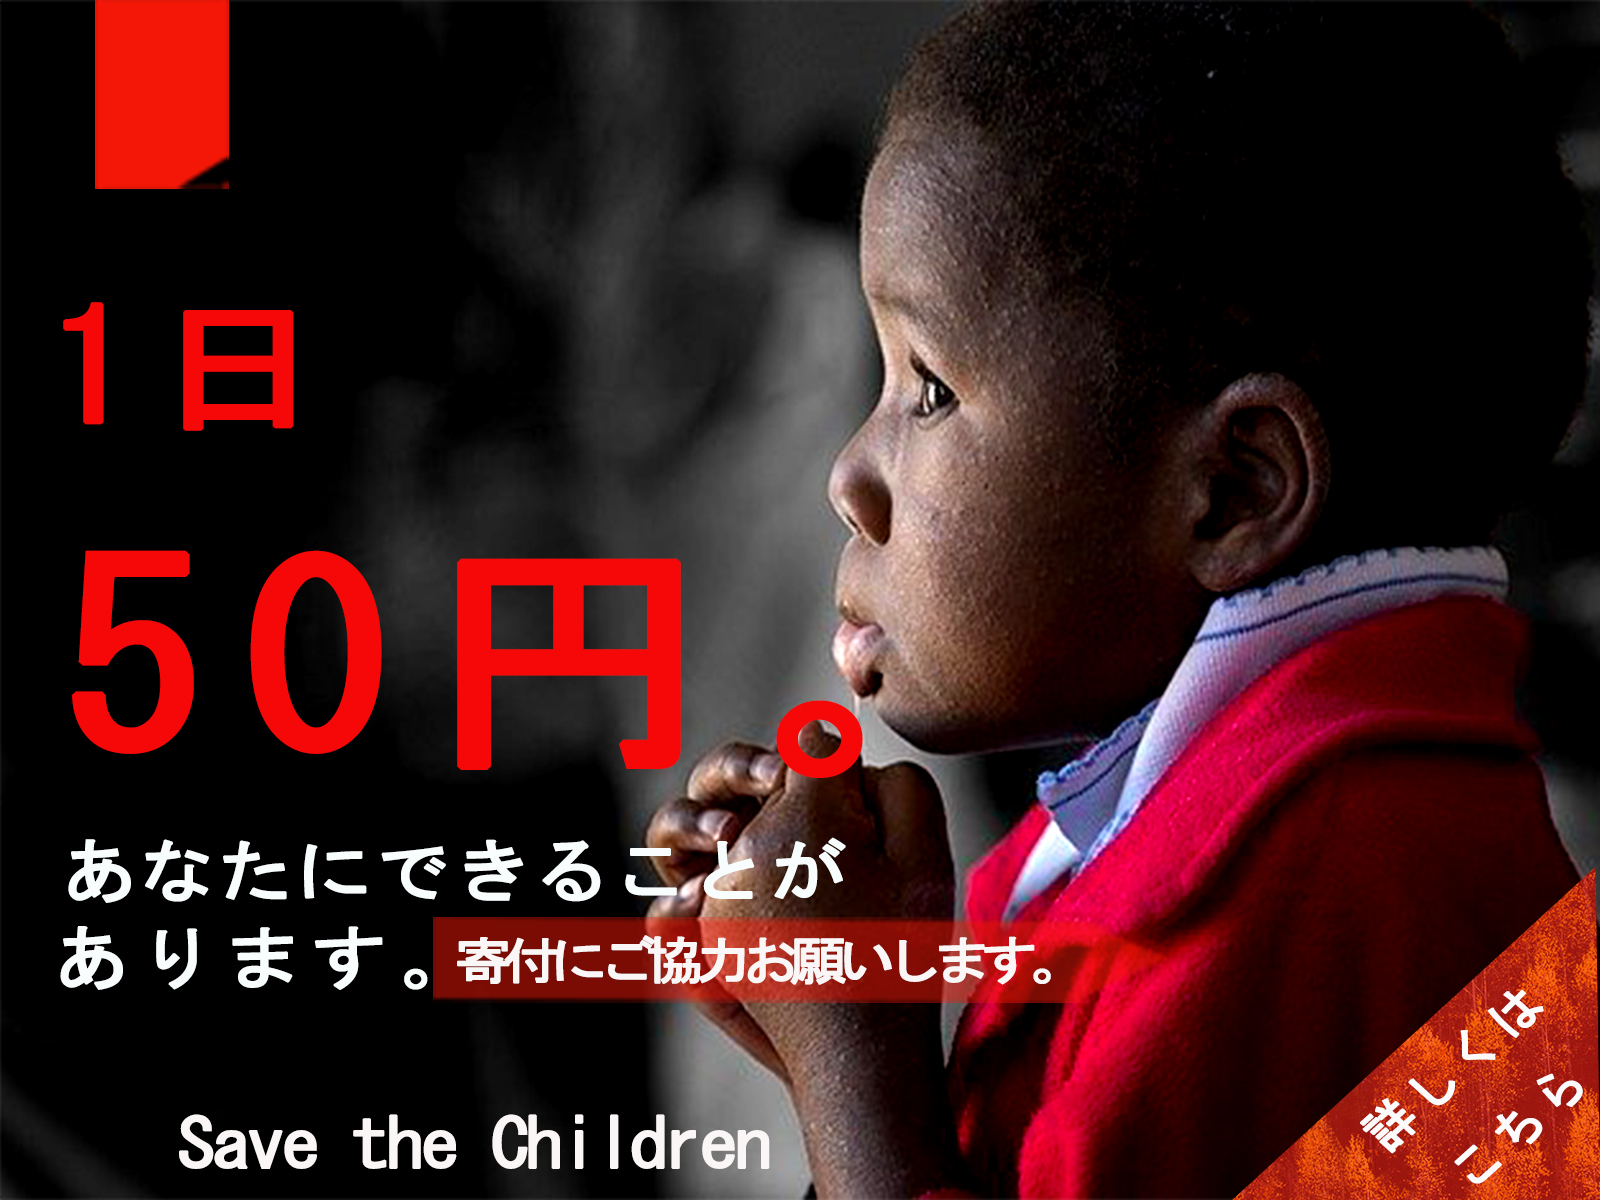 1日
50円。
あなたにできることが
あります。
寄付にご協力お願いします。
Save the Children
詳しくは
こちら